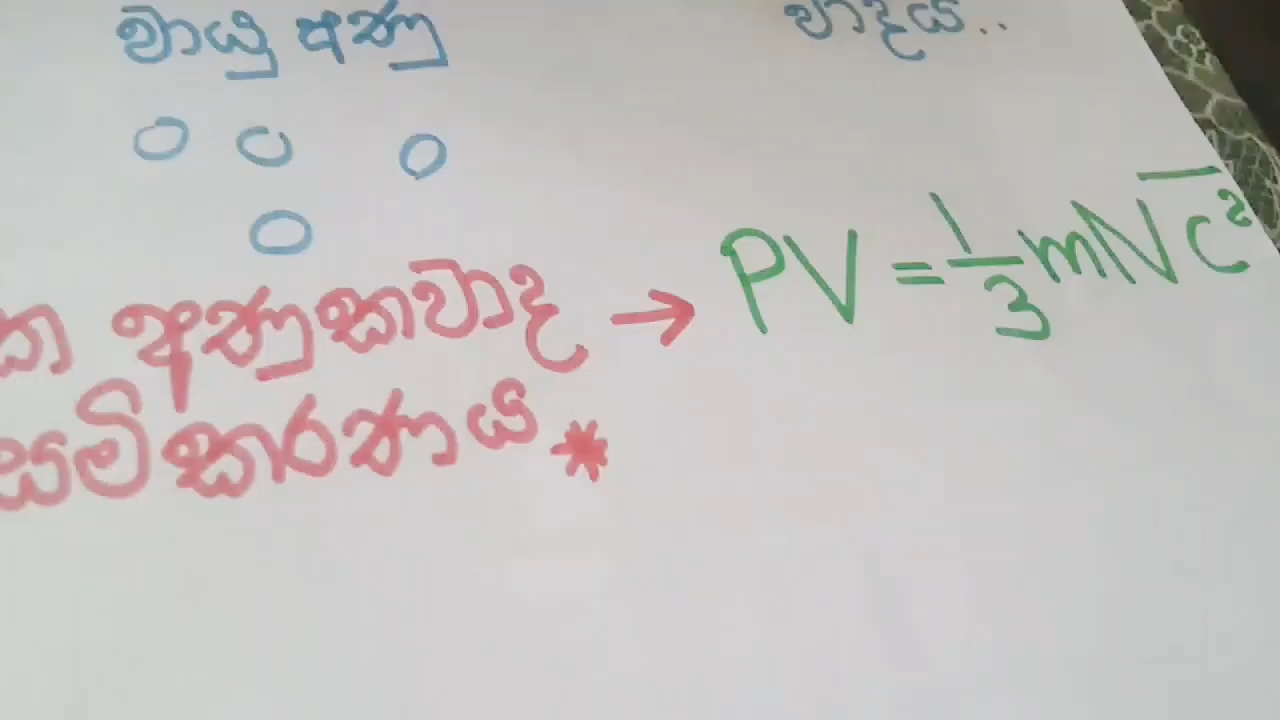 වායු අණු
වාදය..
ක අණුකවාද → PV = 1/3 mN c̅²
සමිකරණය *